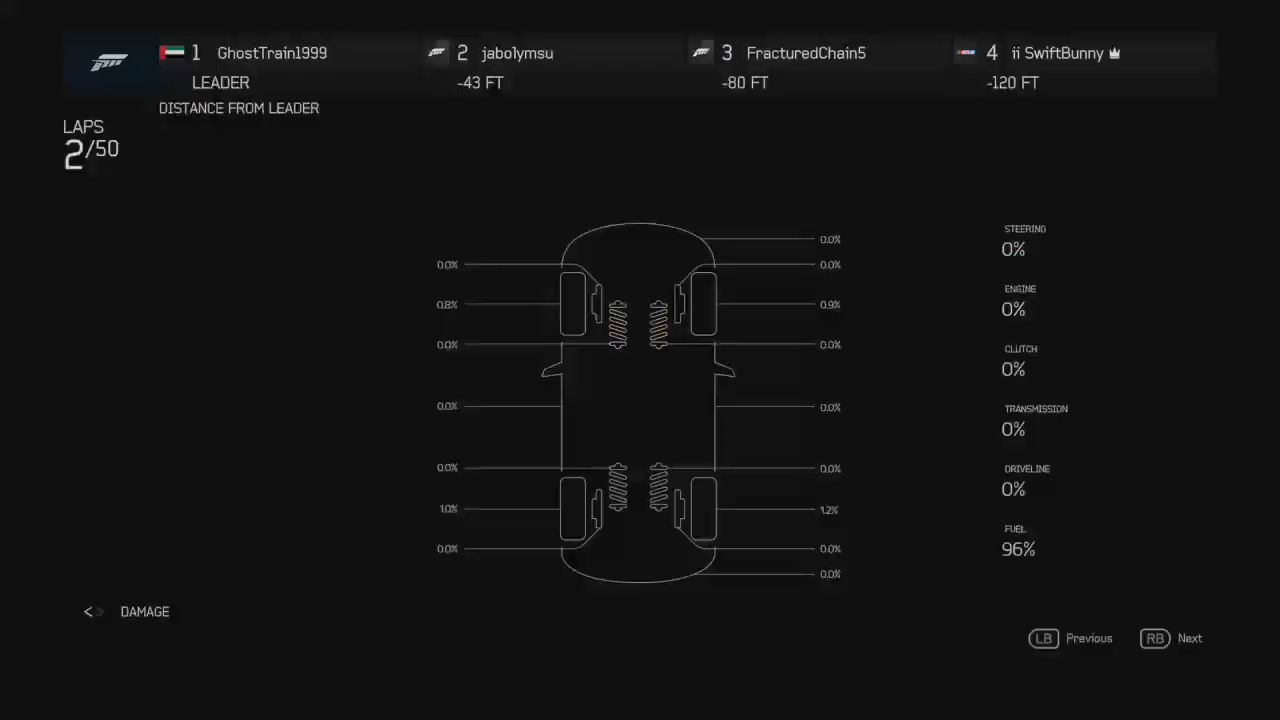 1 GhostTrain1999
LEADER
2 jabolymsu
-43 FT
3 FracturedChain5
-80 FT
4 ii SwiftBunny
-120 FT
DISTANCE FROM LEADER
LAPS
2/50
0.0%
0.0% 0.0%
0.8% 0.9%
0.0% 0.0%
0.0% 0.0%
0.0% 0.0%
1.0% 1.2%
0.0% 0.0%
0.0%
STEERING
0%
ENGINE
0%
CLUTCH
0%
TRANSMISSION
0%
DRIVELINE
0%
FUEL
96%
< > DAMAGE
LB Previous RB Next